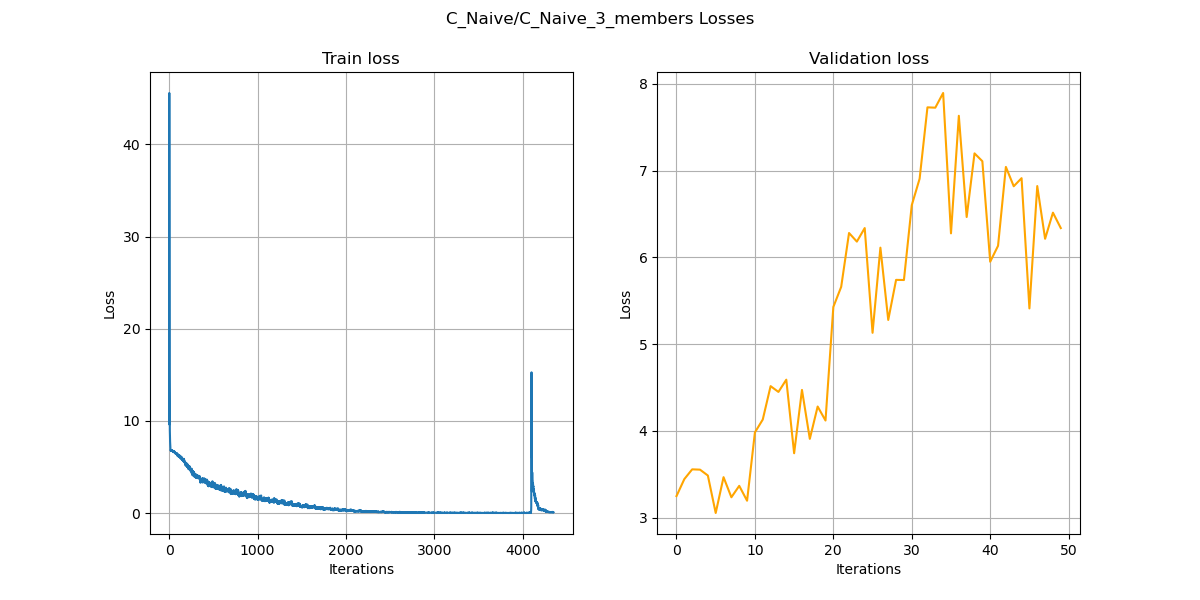 C_Naive/C_Naive_3_members Losses
Train loss
Validation loss
Loss
40
30
20
10
0
0 1000 2000 3000 4000
Iterations
Loss
8
7
6
5
4
3
0 10 20 30 40 50
Iterations